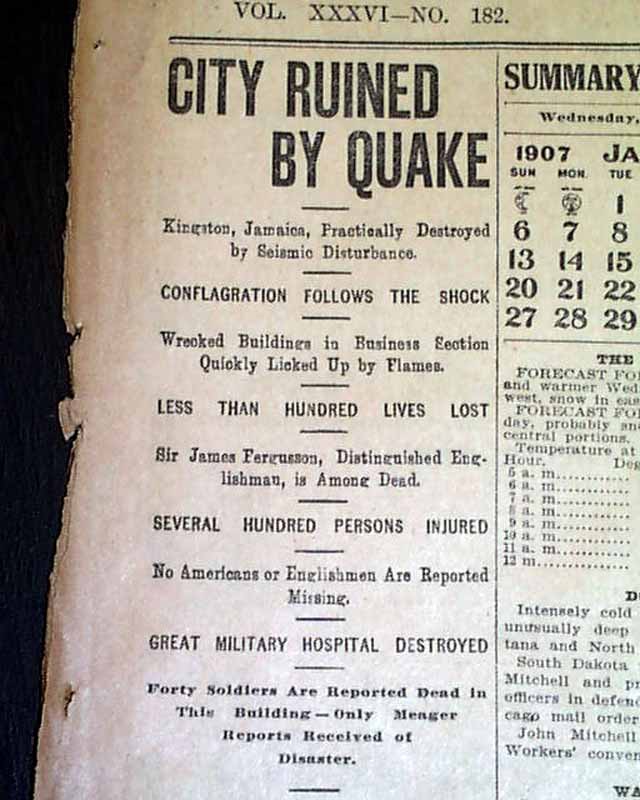 VOL. XXXVI—NO. 182.
CITY RUINED
BY QUAKE
Kingston, Jamaica, Practically Destroyed
by Seismic Disturbance.
CONFLAGRATION FOLLOWS THE SHOCK
Wrecked Buildings in Business Section
Quickly Licked Up by Flames.
LESS THAN HUNDRED LIVES LOST
Sir James Fergusson, Distinguished Eng-
lishman, is Among Dead.
SEVERAL HUNDRED PERSONS INJURED
No Americans or Englishmen Are Reported
Missing.
GREAT MILITARY HOSPITAL DESTROYED
Forty Soldiers Are Reported Dead in
This Building—Only Meager
Reports Received of
Disaster.
SUMMARY
Wednesday,
1907 JA
SUN MON. TUE
1
6 7 8
13 14 15
20 21 22
27 28 29
THE
FORECAST FO
and warmer Wed
west, snow in eas
FORECAST FO
day, probably sn
central portions.
Temperature at
Hour. Deg
5 a. m...........
6 a. m...........
7 a. m...........
8 a. m...........
9 a. m...........
10 a. m...........
11 a. m...........
12 m...........
D
Intensely cold
unusually deep
tana and North
South Dakota
Mitchell and pr
officers in defenc
cago mail order
John Mitchell
Workers' conven
WA